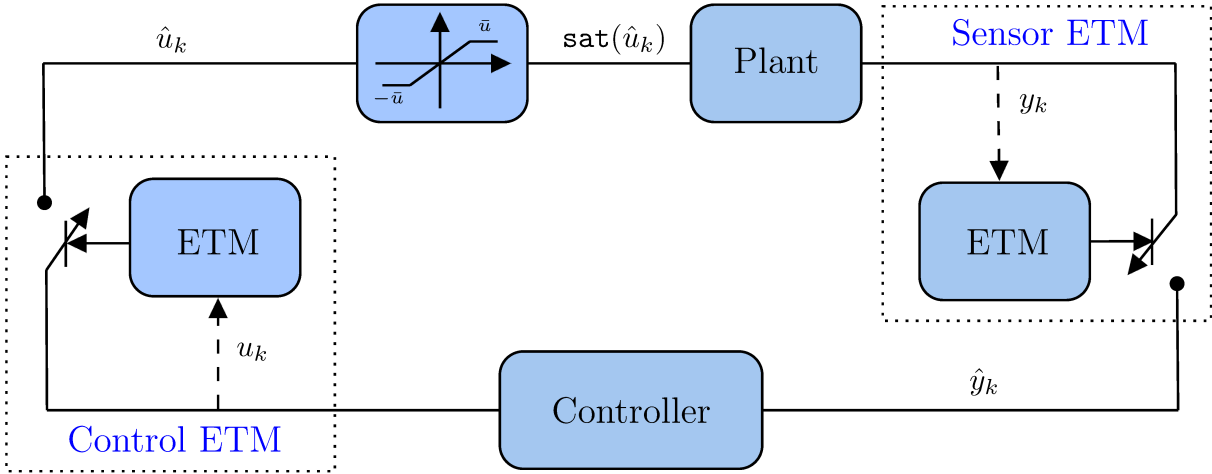 û_k
ū
-ū
sat(û_k)
Plant
Sensor ETM
y_k
ETM
ETM
u_k
Controller
ŷ_k
Control ETM